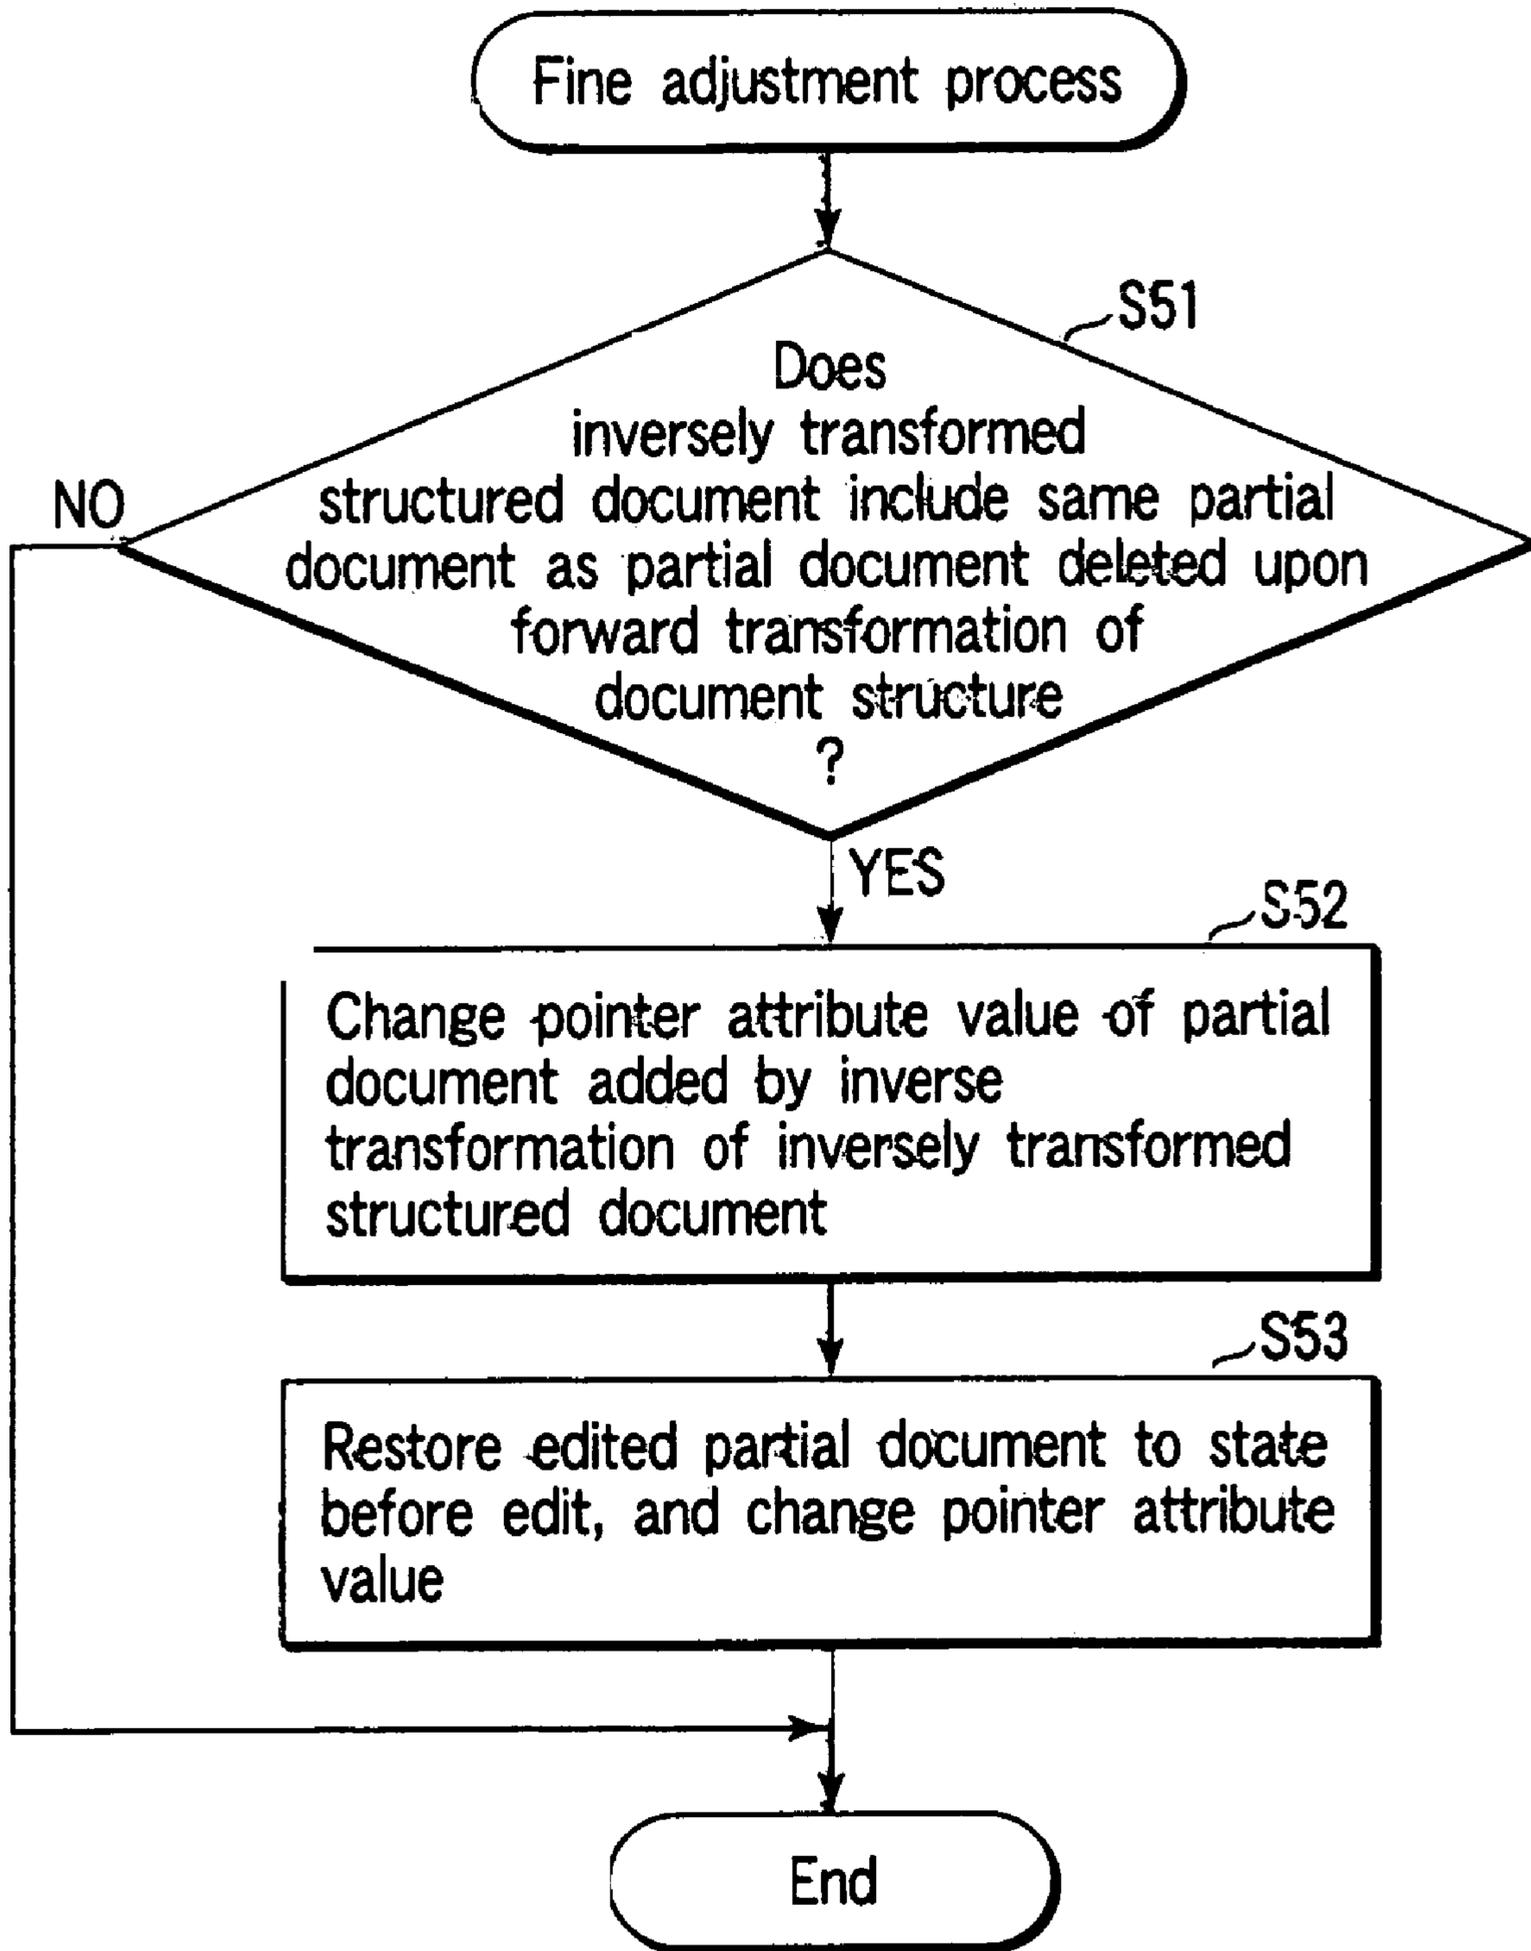 Fine adjustment process
S51
Does
inversely transformed
structured document include same partial
document as partial document deleted upon
forward transformation of
document structure
?
NO
YES
S52
Change pointer attribute value of partial
document added by inverse
transformation of inversely transformed
structured document
S53
Restore edited partial document to state
before edit, and change pointer attribute
value
End